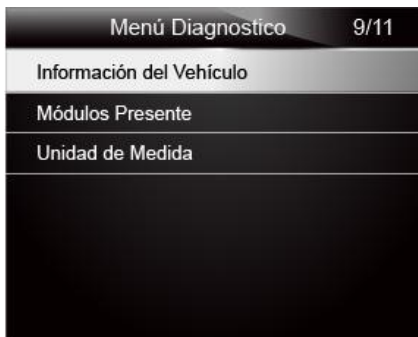 Menú Diagnostico 9/11
Información del Vehículo
Módulos Presente
Unidad de Medida